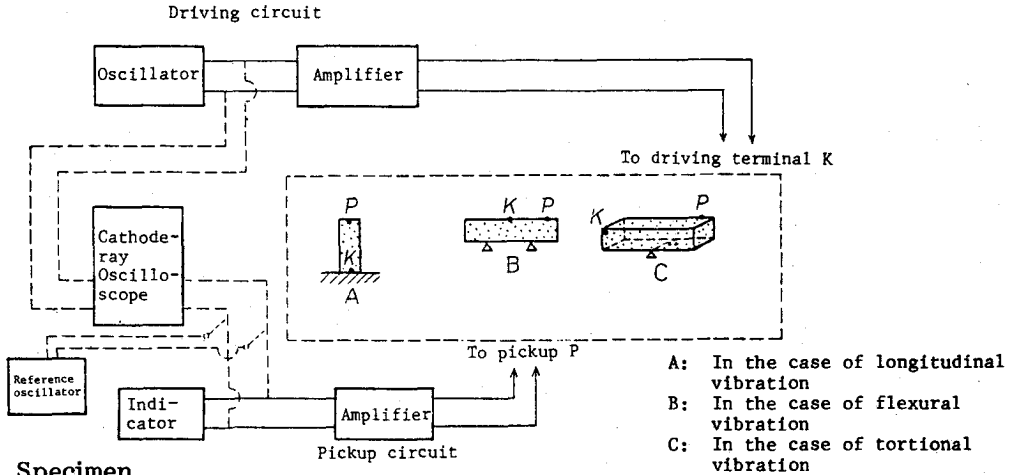 Driving circuit
Oscillator
Amplifier
To driving terminal K
P
K
A
K P
B
K
P
C
Cathode-
ray
Oscillo-
scope
To pickup P
Reference
oscillator
Indi-
cator
Amplifier
Pickup circuit
A: In the case of longitudinal
vibration
B: In the case of flexural
vibration
C: In the case of tortional
vibration
Specimen